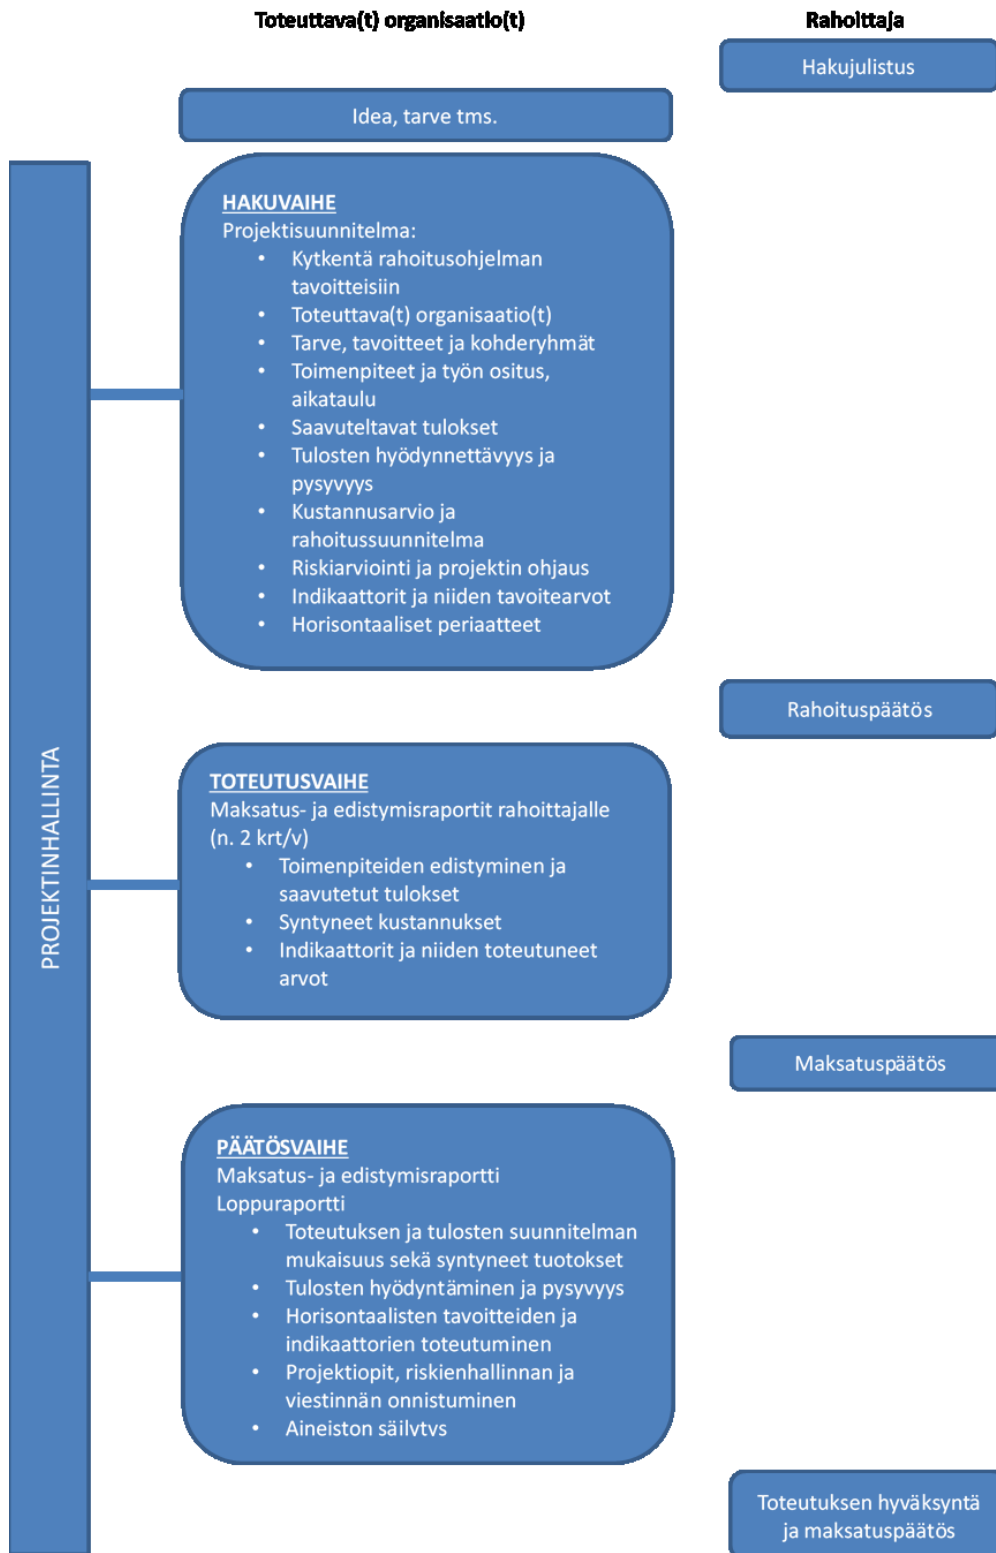 Toteuttava(t) organisaatio(t)
Rahoittaja
Hakujulistus
Idea, tarve tms.
PROJEKTINHALLINTA
HAKUVAIHE
Projektisuunnitelma:
• Kytkentä rahoitusohjelman
tavoitteisiin
• Toteuttava(t) organisaatio(t)
• Tarve, tavoitteet ja kohderyhmät
• Toimenpiteet ja työn ositus,
aikataulu
• Saavuteltavat tulokset
• Tulosten hyödynnettävyys ja
pysyvyys
• Kustannusarvio ja
rahoitussuunnitelma
• Riskiarviointi ja projektin ohjaus
• Indikaattorit ja niiden tavoitearvot
• Horisontaaliset periaatteet
Rahoituspäätös
TOTEUTUSVAIHE
Maksatus- ja edistymisraportit rahoittajalle
(n. 2 krt/v)
• Toimenpiteiden edistyminen ja
saavutetut tulokset
• Syntyneet kustannukset
• Indikaattorit ja niiden toteutuneet
arvot
Maksatuspäätös
PÄÄTÖSVAIHE
Maksatus- ja edistymisraportti
Loppuraportti
• Toteutuksen ja tulosten suunnitelman
mukaisuus sekä syntyneet tuotokset
• Tulosten hyödyntäminen ja pysyvyys
• Horisontaalisten tavoitteiden ja
indikaattorien toteutuminen
• Projektiopit, riskienhallinnan ja
viestinnän onnistuminen
• Aineiston säilytys
Toteutuksen hyväksyntä
ja maksatuspäätös